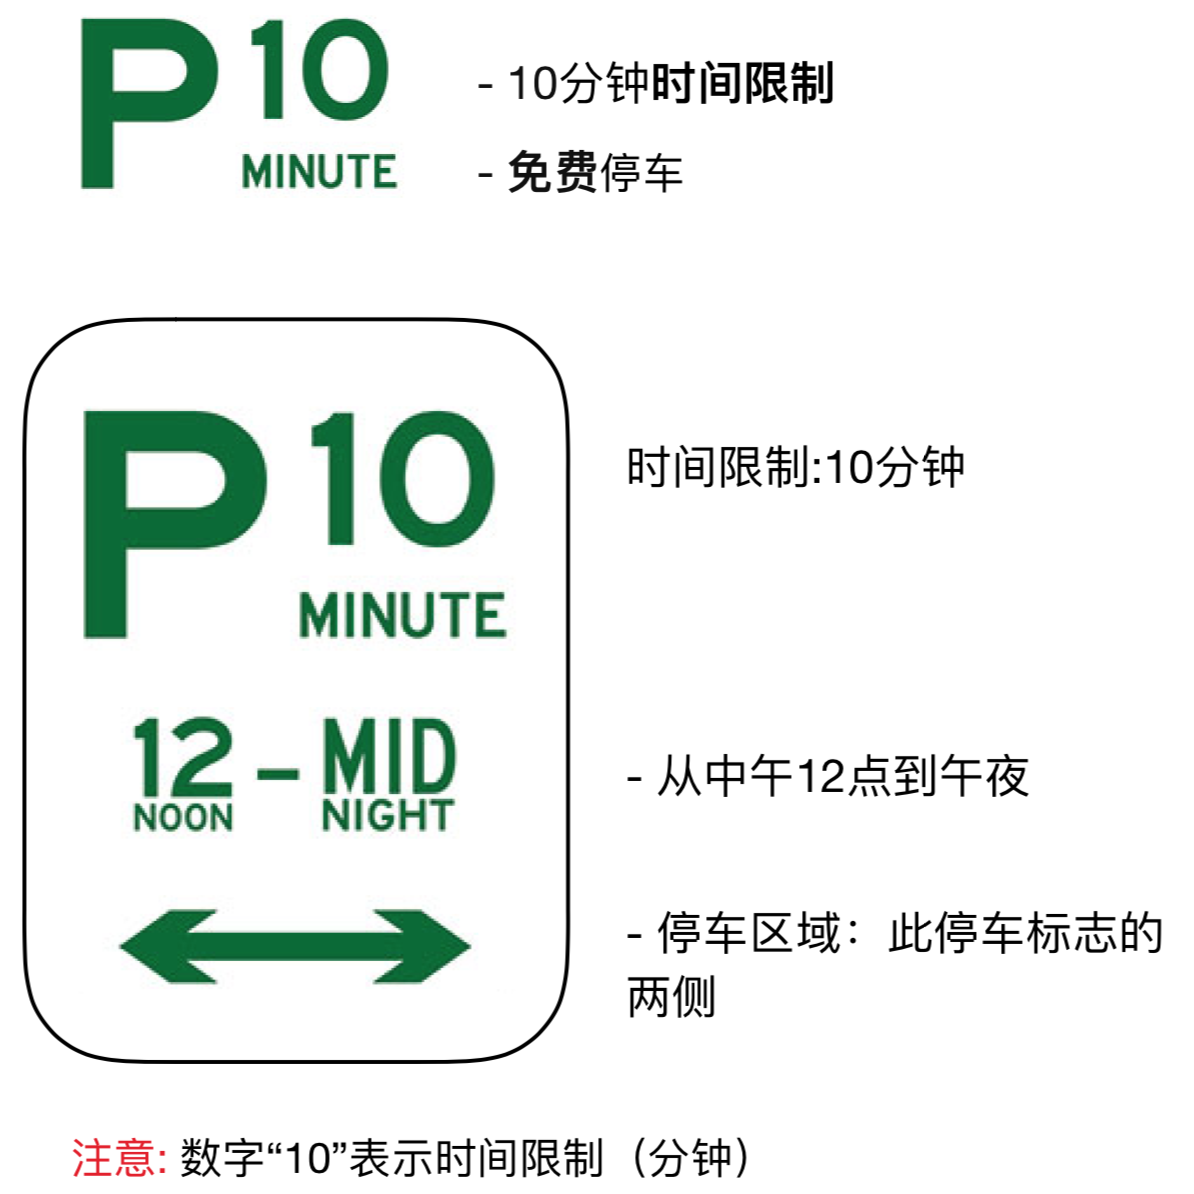 P 10
MINUTE
- 10分钟时间限制
- 免费停车
P 10
MINUTE
时间限制:10分钟
12 – MID
NOON NIGHT
- 从中午12点到午夜
- 停车区域：此停车标志的
两侧
注意: 数字“10”表示时间限制（分钟）